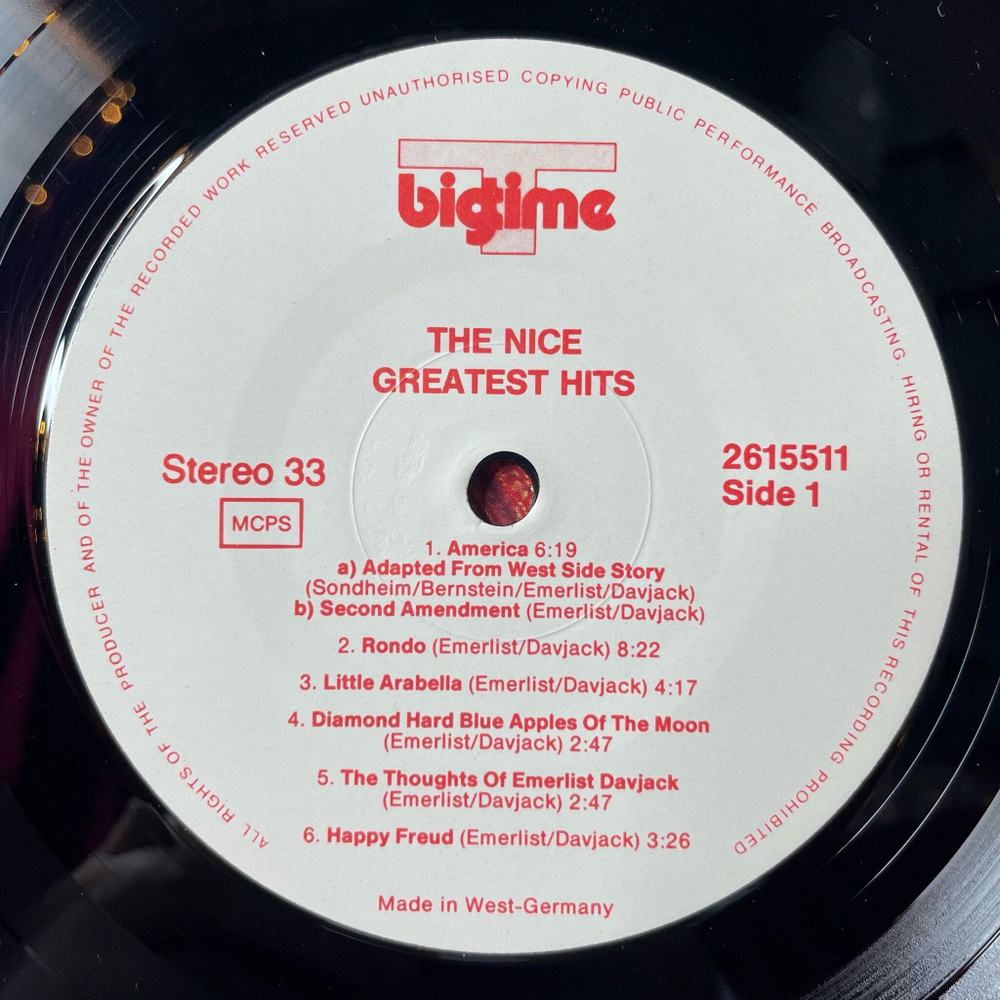 ALL RIGHTS OF THE PRODUCER AND OF THE OWNER OF THE RECORDED WORK RESERVED UNAUTHORISED COPYING PUBLIC PERFORMANCE BROADCASTING. HIRING OR RENTAL OF THIS RECORDING PROHIBITED
bigtime
THE NICE
GREATEST HITS
Stereo 33
MCPS
2615511
Side 1
1. America 6:19
a) Adapted From West Side Story
(Sondheim/Bernstein/Emerlist/Davjack)
b) Second Amendment (Emerlist/Davjack)
2. Rondo (Emerlist/Davjack) 8:22
3. Little Arabella (Emerlist/Davjack) 4:17
4. Diamond Hard Blue Apples Of The Moon
(Emerlist/Davjack) 2:47
5. The Thoughts Of Emerlist Davjack
(Emerlist/Davjack) 2:47
6. Happy Freud (Emerlist/Davjack) 3:26
Made in West-Germany